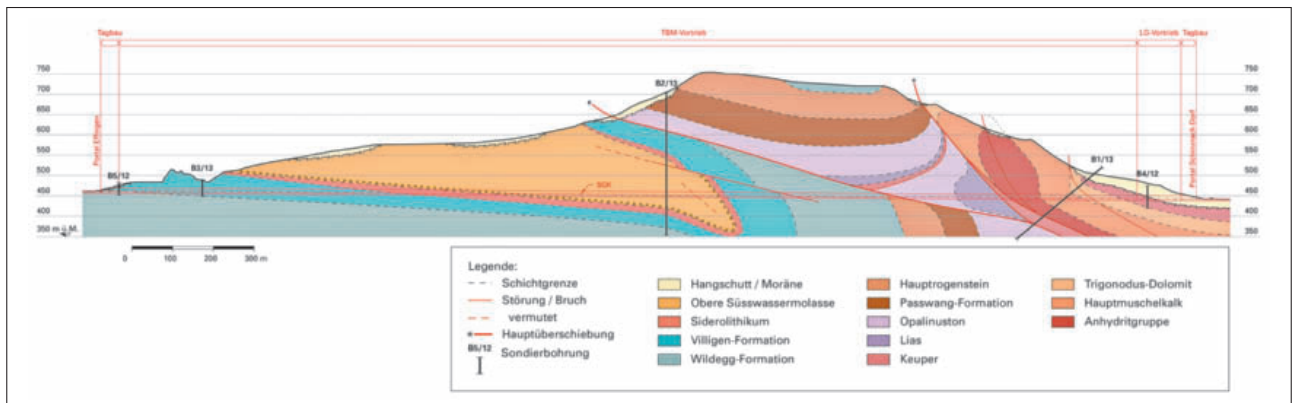 Tagbau
TBM-Vortrieb
LG-Vortrieb
Tagbau
750
700
650
600
550
500
450
400
350 m ü.M.
750
700
650
600
550
500
450
400
350
Portal Effingen
B5/12
B3/13
B2/13
SGK
B1/13
B4/12
Portal Schinznach Dorf
0 100 200 300 m
Legende:
Schichtgrenze
Störung / Bruch
vermutet
Hauptüberschiebung
B5/12
Sondierbohrung
Hangschutt / Moräne
Obere Süsswassermolasse
Siderolithikum
Villigen-Formation
Wildegg-Formation
Hauptrogenstein
Passwang-Formation
Opalinuston
Lias
Keuper
Trigonodus-Dolomit
Hauptmuschelkalk
Anhydritgruppe